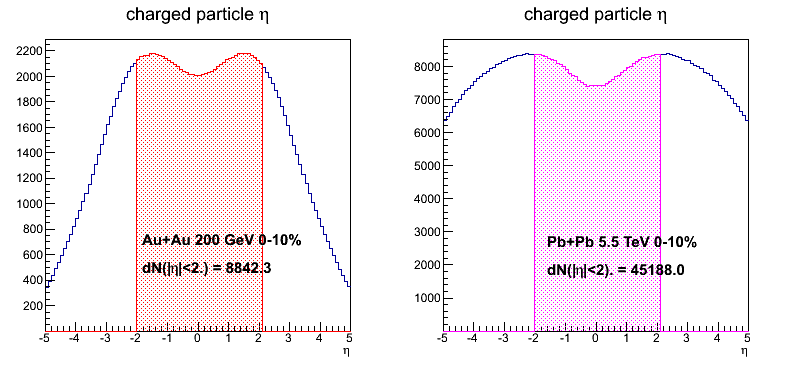 charged particle η
2200
2000
1800
1600
1400
1200
1000
800
600
400
200
Au+Au 200 GeV 0-10%
dN(|η|<2.) = 8842.3
-5 -4 -3 -2 -1 0 1 2 3 4 5
η
charged particle η
8000
7000
6000
5000
4000
3000
2000
1000
Pb+Pb 5.5 TeV 0-10%
dN(|η|<2). = 45188.0
-5 -4 -3 -2 -1 0 1 2 3 4 5
η